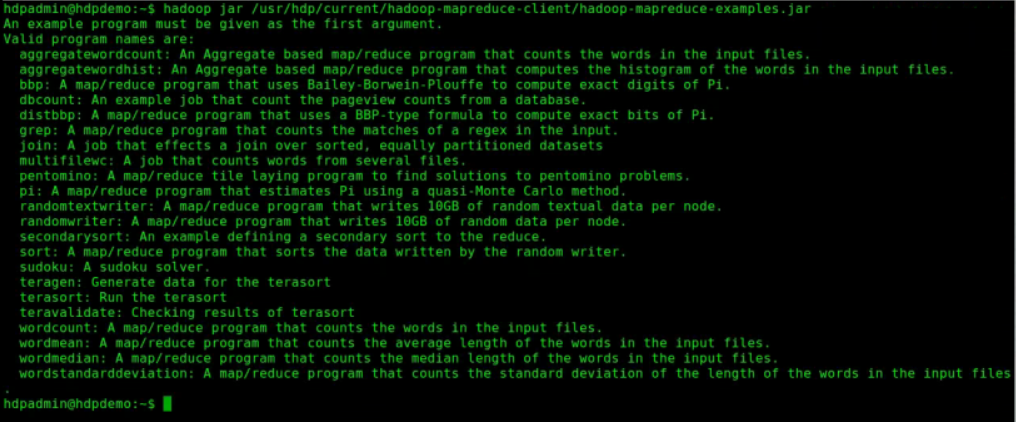 hdpadmin@hdpdemo:~$ hadoop jar /usr/hdp/current/hadoop-mapreduce-client/hadoop-mapreduce-examples.jar
An example program must be given as the first argument.
Valid program names are:
  aggregatewordcount: An Aggregate based map/reduce program that counts the words in the input files.
  aggregatewordhist: An Aggregate based map/reduce program that computes the histogram of the words in the input files.
  bbp: A map/reduce program that uses Bailey-Borwein-Plouffe to compute exact digits of Pi.
  dbcount: An example job that count the pageview counts from a database.
  distbbp: A map/reduce program that uses a BBP-type formula to compute exact bits of Pi.
  grep: A map/reduce program that counts the matches of a regex in the input.
  join: A job that effects a join over sorted, equally partitioned datasets
  multifilewc: A job that counts words from several files.
  pentomino: A map/reduce tile laying program to find solutions to pentomino problems.
  pi: A map/reduce program that estimates Pi using a quasi-Monte Carlo method.
  randomtextwriter: A map/reduce program that writes 10GB of random textual data per node.
  randomwriter: A map/reduce program that writes 10GB of random data per node.
  secondarysort: An example defining a secondary sort to the reduce.
  sort: A map/reduce program that sorts the data written by the random writer.
  sudoku: A sudoku solver.
  teragen: Generate data for the terasort
  terasort: Run the terasort
  teravalidate: Checking results of terasort
  wordcount: A map/reduce program that counts the words in the input files.
  wordmean: A map/reduce program that counts the average length of the words in the input files.
  wordmedian: A map/reduce program that counts the median length of the words in the input files.
  wordstandarddeviation: A map/reduce program that counts the standard deviation of the length of the words in the input files
.
hdpadmin@hdpdemo:~$